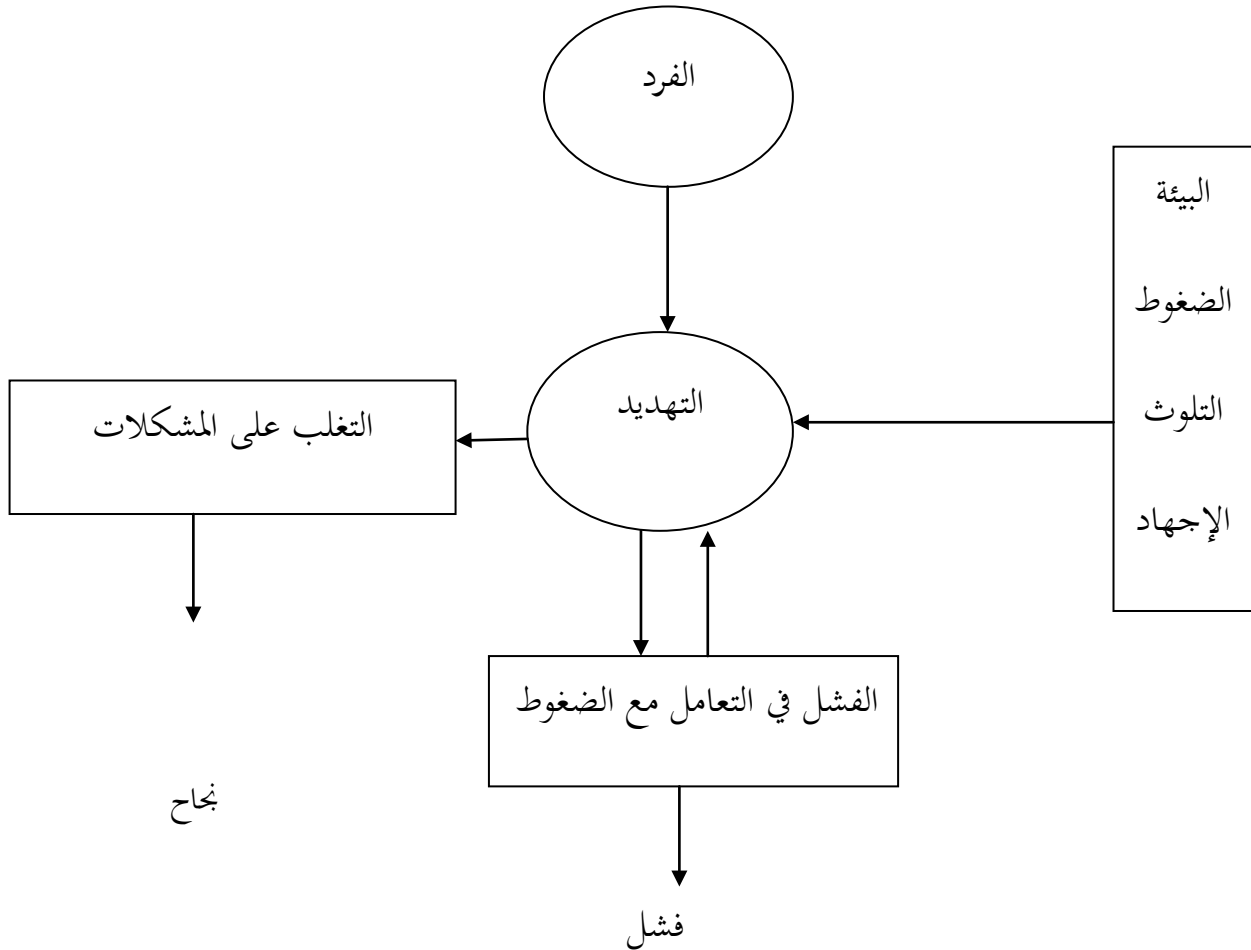 الفرد
البيئة
الضغوط
التلوث
الإجهاد
التهديد
التغلب على المشكلات
الفشل في التعامل مع الضغوط
نجاح
فشل